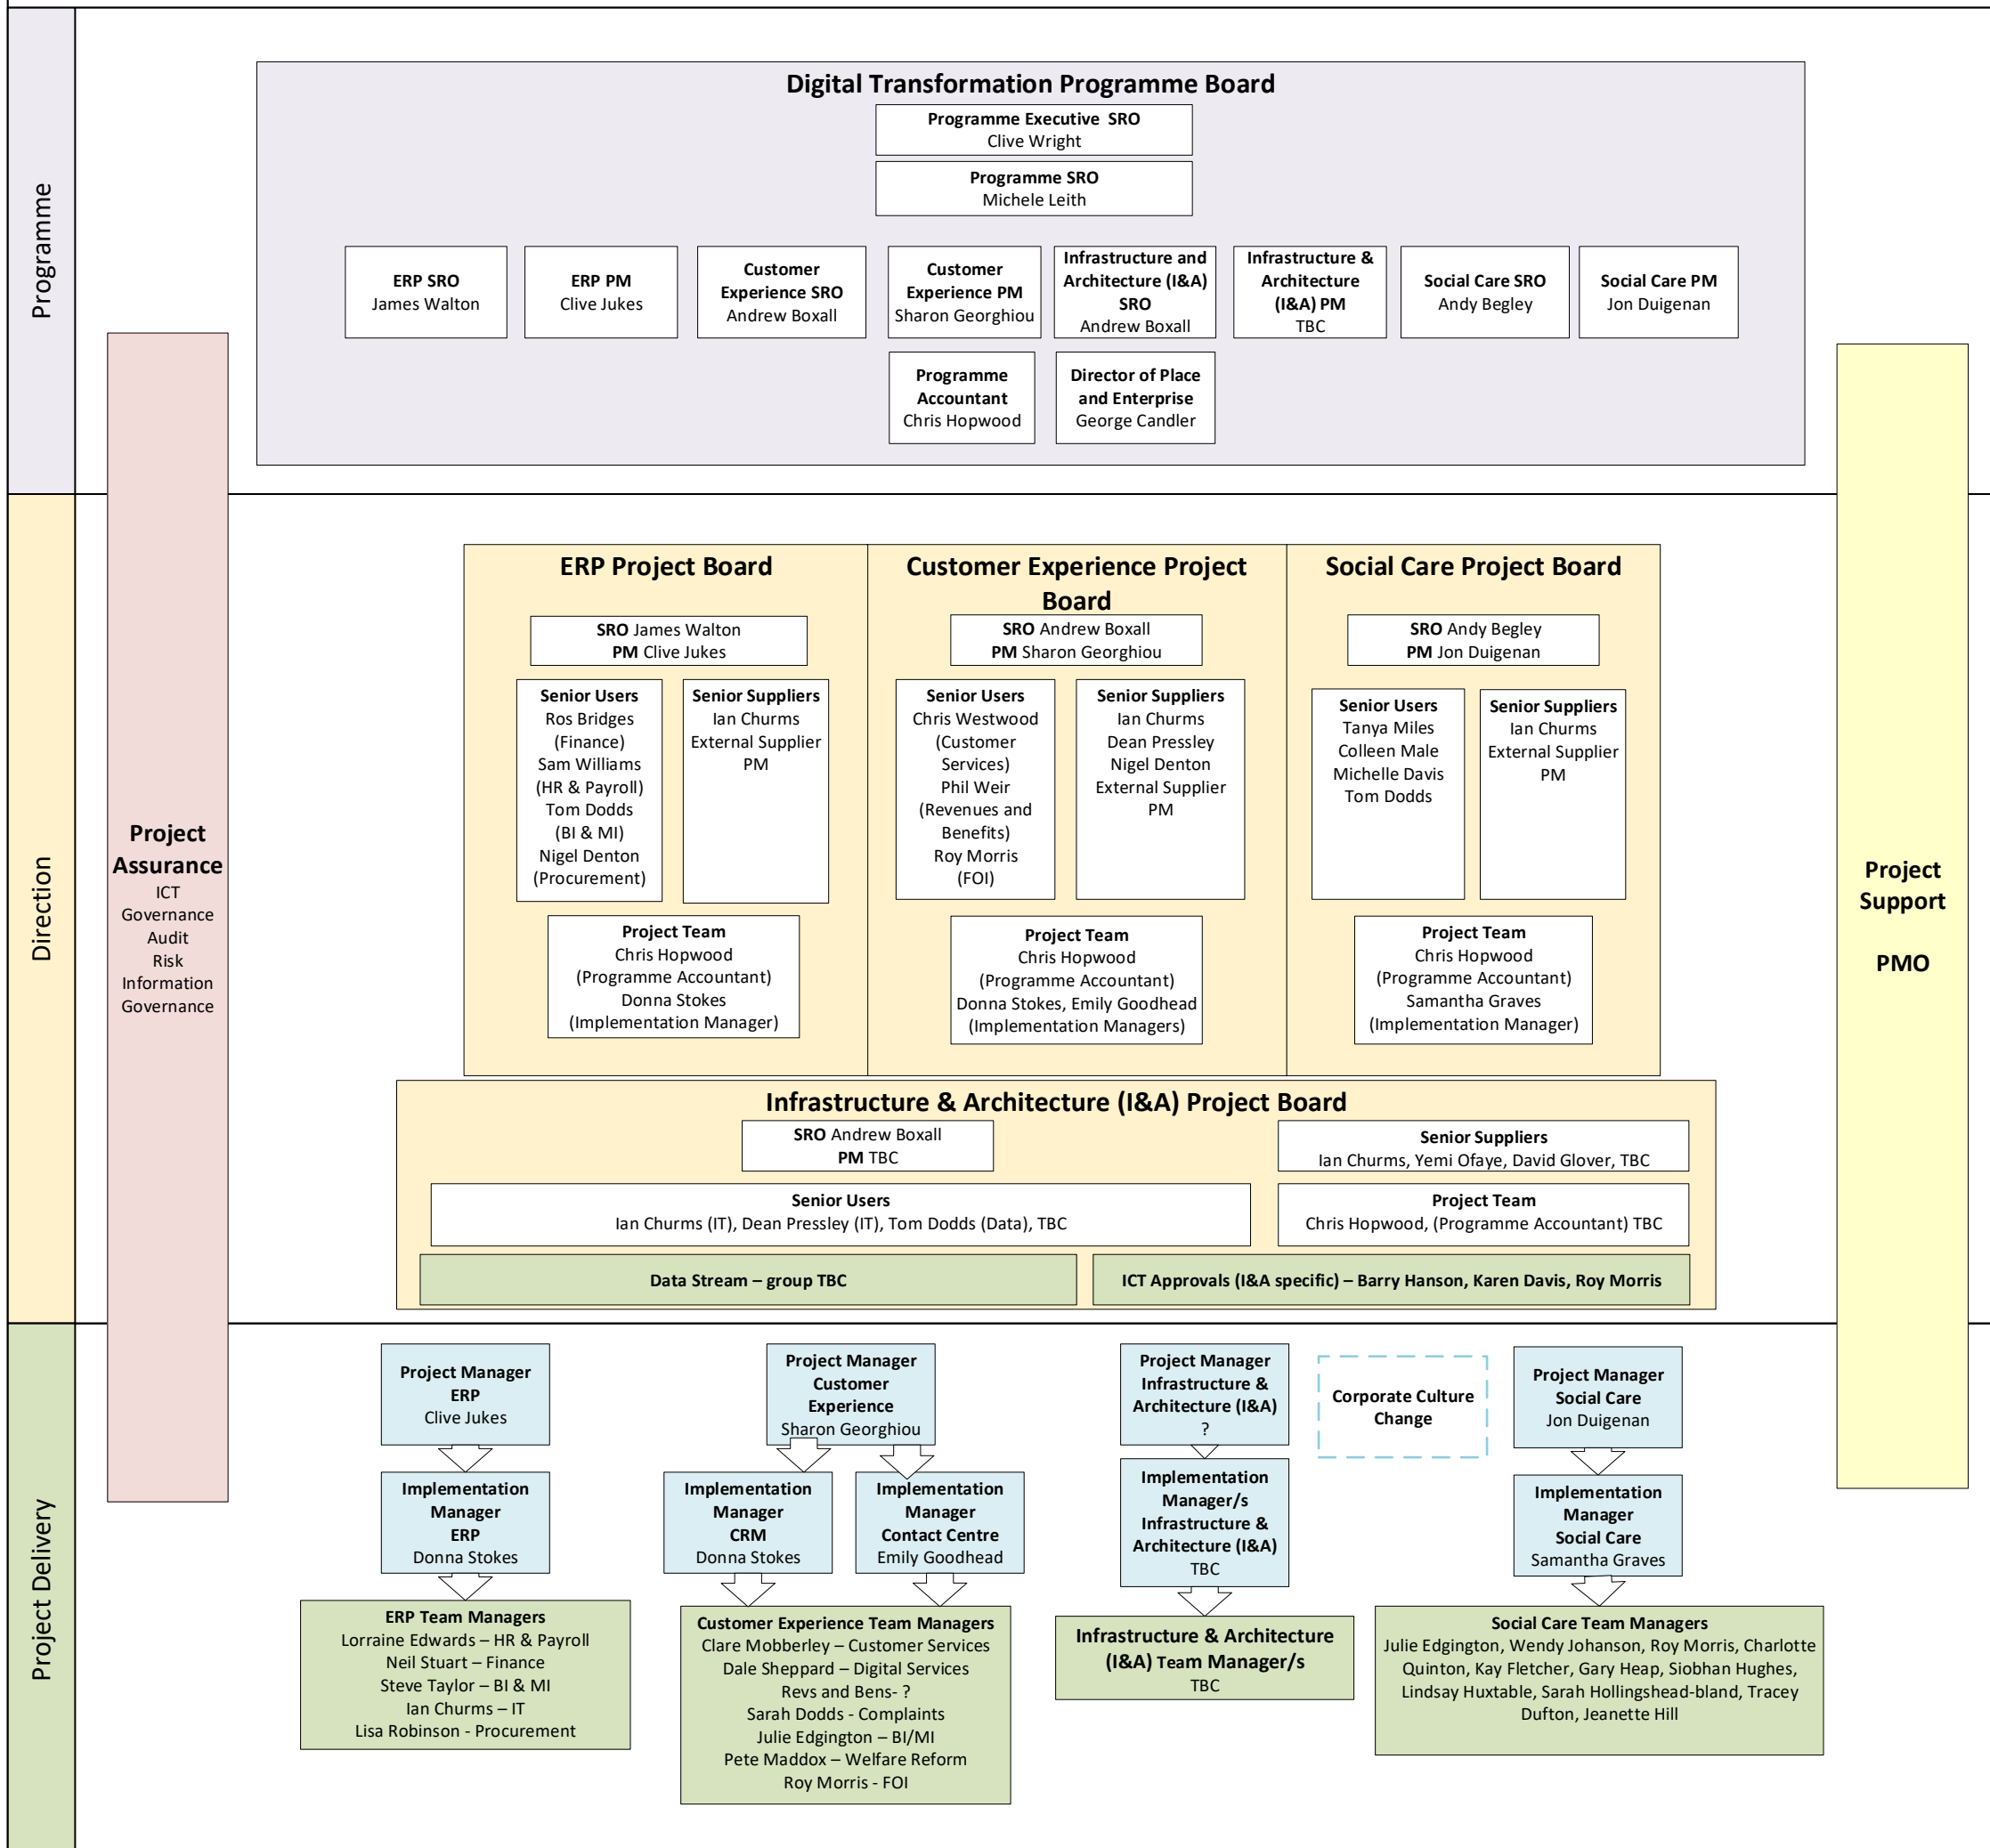 Programme
Digital Transformation Programme Board
Programme Executive  SRO
Clive Wright
Programme SRO
Michele Leith
ERP SRO
James Walton
ERP PM
Clive Jukes
Customer
Experience SRO
Andrew Boxall
Customer
Experience PM
Sharon Georghiou
Infrastructure and
Architecture (I&A)
SRO
Andrew Boxall
Infrastructure &
Architecture
(I&A) PM
TBC
Social Care SRO
Andy Begley
Social Care PM
Jon Duigenan
Programme
Accountant
Chris Hopwood
Director of Place
and Enterprise
George Candler
Project
Assurance
ICT
Governance
Audit
Risk
Information
Governance
Project
Support
PMO
Direction
ERP Project Board
SRO James Walton
PM Clive Jukes
Senior Users
Ros Bridges
(Finance)
Sam Williams
(HR & Payroll)
Tom Dodds
(BI & MI)
Nigel Denton
(Procurement)
Senior Suppliers
Ian Churms
External Supplier
PM
Project Team
Chris Hopwood
(Programme Accountant)
Donna Stokes
(Implementation Manager)
Customer Experience Project
Board
SRO Andrew Boxall
PM Sharon Georghiou
Senior Users
Chris Westwood
(Customer
Services)
Phil Weir
(Revenues and
Benefits)
Roy Morris
(FOI)
Senior Suppliers
Ian Churms
Dean Pressley
Nigel Denton
External Supplier
PM
Project Team
Chris Hopwood
(Programme Accountant)
Donna Stokes, Emily Goodhead
(Implementation Managers)
Social Care Project Board
SRO Andy Begley
PM Jon Duigenan
Senior Users
Tanya Miles
Colleen Male
Michelle Davis
Tom Dodds
Senior Suppliers
Ian Churms
External Supplier
PM
Project Team
Chris Hopwood
(Programme Accountant)
Samantha Graves
(Implementation Manager)
Infrastructure & Architecture (I&A) Project Board
SRO Andrew Boxall
PM TBC
Senior Suppliers
Ian Churms, Yemi Ofaye, David Glover, TBC
Senior Users
Ian Churms (IT), Dean Pressley (IT), Tom Dodds (Data), TBC
Project Team
Chris Hopwood, (Programme Accountant) TBC
Data Stream – group TBC
ICT Approvals (I&A specific) – Barry Hanson, Karen Davis, Roy Morris
Project Delivery
Project Manager
ERP
Clive Jukes
Implementation
Manager
ERP
Donna Stokes
ERP Team Managers
Lorraine Edwards – HR & Payroll
Neil Stuart – Finance
Steve Taylor – BI & MI
Ian Churms – IT
Lisa Robinson - Procurement
Project Manager
Customer
Experience
Sharon Georghiou
Implementation
Manager
CRM
Donna Stokes
Implementation
Manager
Contact Centre
Emily Goodhead
Customer Experience Team Managers
Clare Mobberley – Customer Services
Dale Sheppard – Digital Services
Revs and Bens- ?
Sarah Dodds - Complaints
Julie Edgington – BI/MI
Pete Maddox – Welfare Reform
Roy Morris - FOI
Project Manager
Infrastructure &
Architecture (I&A)
?
Implementation
Manager/s
Infrastructure &
Architecture (I&A)
TBC
Infrastructure & Architecture
(I&A) Team Manager/s
TBC
Corporate Culture
Change
Project Manager
Social Care
Jon Duigenan
Implementation
Manager
Social Care
Samantha Graves
Social Care Team Managers
Julie Edgington, Wendy Johanson, Roy Morris, Charlotte
Quinton, Kay Fletcher, Gary Heap, Siobhan Hughes,
Lindsay Huxtable, Sarah Hollingshead-bland, Tracey
Dufton, Jeanette Hill